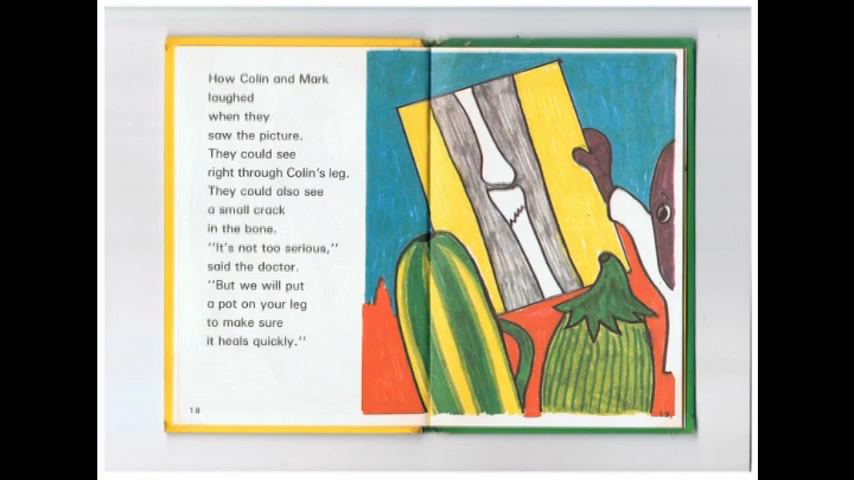 How Colin and Mark
laughed
when they
saw the picture.
They could see
right through Colin's leg.
They could also see
a small crack
in the bone.
"It's not too serious,"
said the doctor.
"But we will put
a pot on your leg
to make sure
it heals quickly."
18
19